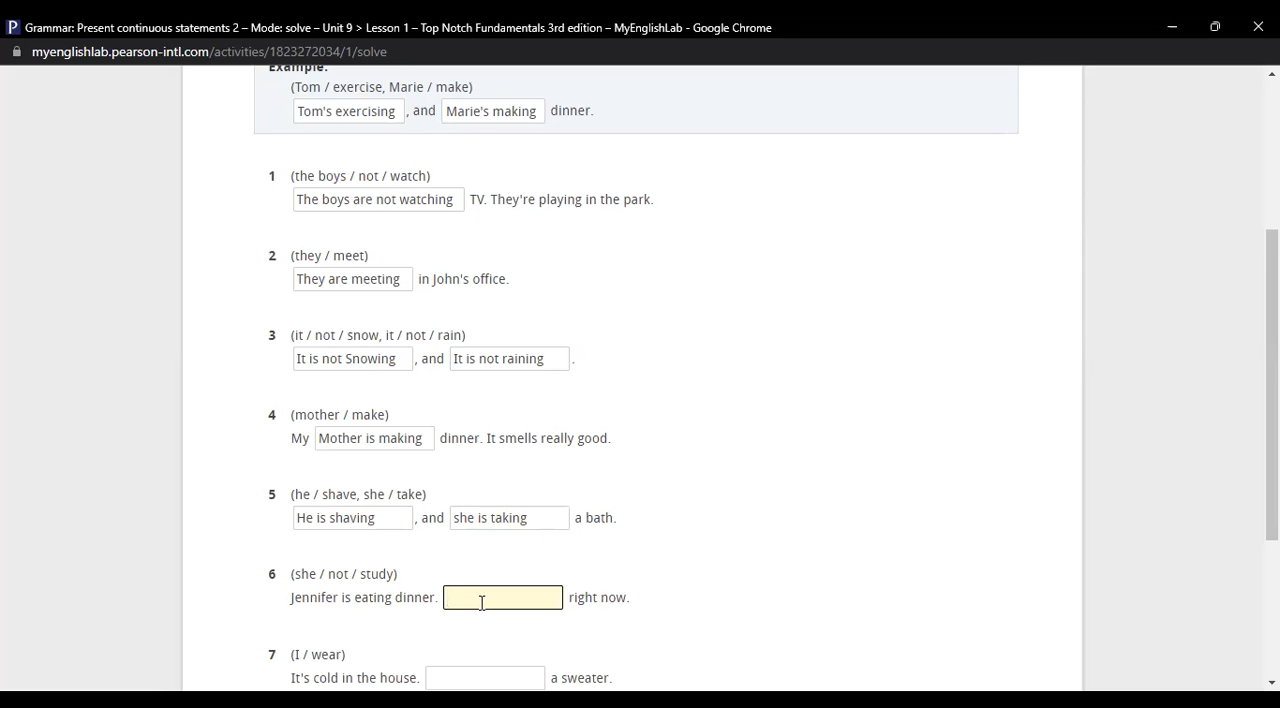 Grammar: Present continuous statements 2 – Mode: solve – Unit 9 > Lesson 1 – Top Notch Fundamentals 3rd edition – MyEnglishLab - Google Chrome
myenglishlab.pearson-intl.com/activities/1823272034/1/solve
Example:
(Tom / exercise, Marie / make)
Tom's exercising , and Marie's making dinner.
1 (the boys / not / watch)
The boys are not watching TV. They're playing in the park.
2 (they / meet)
They are meeting in John's office.
3 (it / not / snow, it / not / rain)
It is not Snowing , and It is not raining .
4 (mother / make)
My Mother is making dinner. It smells really good.
5 (he / shave, she / take)
He is shaving , and she is taking a bath.
6 (she / not / study)
Jennifer is eating dinner. right now.
7 (I / wear)
It's cold in the house. a sweater.